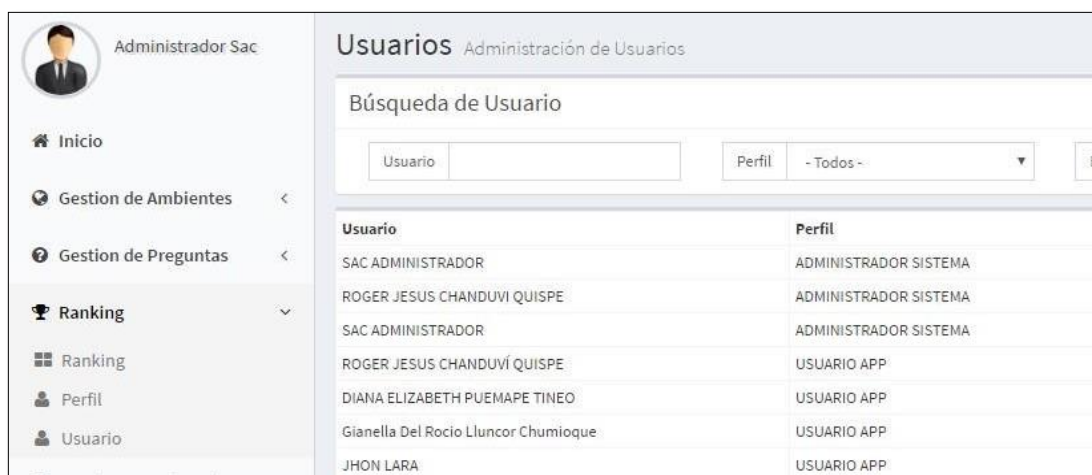 Administrador Sac
Inicio
Gestion de Ambientes
Gestion de Preguntas
Ranking
Ranking
Perfil
Usuario
Usuarios Administración de Usuarios
Búsqueda de Usuario
Usuario Perfil - Todos -
Usuario Perfil
SAC ADMINISTRADOR ADMINISTRADOR SISTEMA
ROGER JESUS CHANDUVI QUISPE ADMINISTRADOR SISTEMA
SAC ADMINISTRADOR ADMINISTRADOR SISTEMA
ROGER JESUS CHANDUVÍ QUISPE USUARIO APP
DIANA ELIZABETH PUEMAPE TINEO USUARIO APP
Gianella Del Rocio Lluncor Chumioque USUARIO APP
JHON LARA USUARIO APP